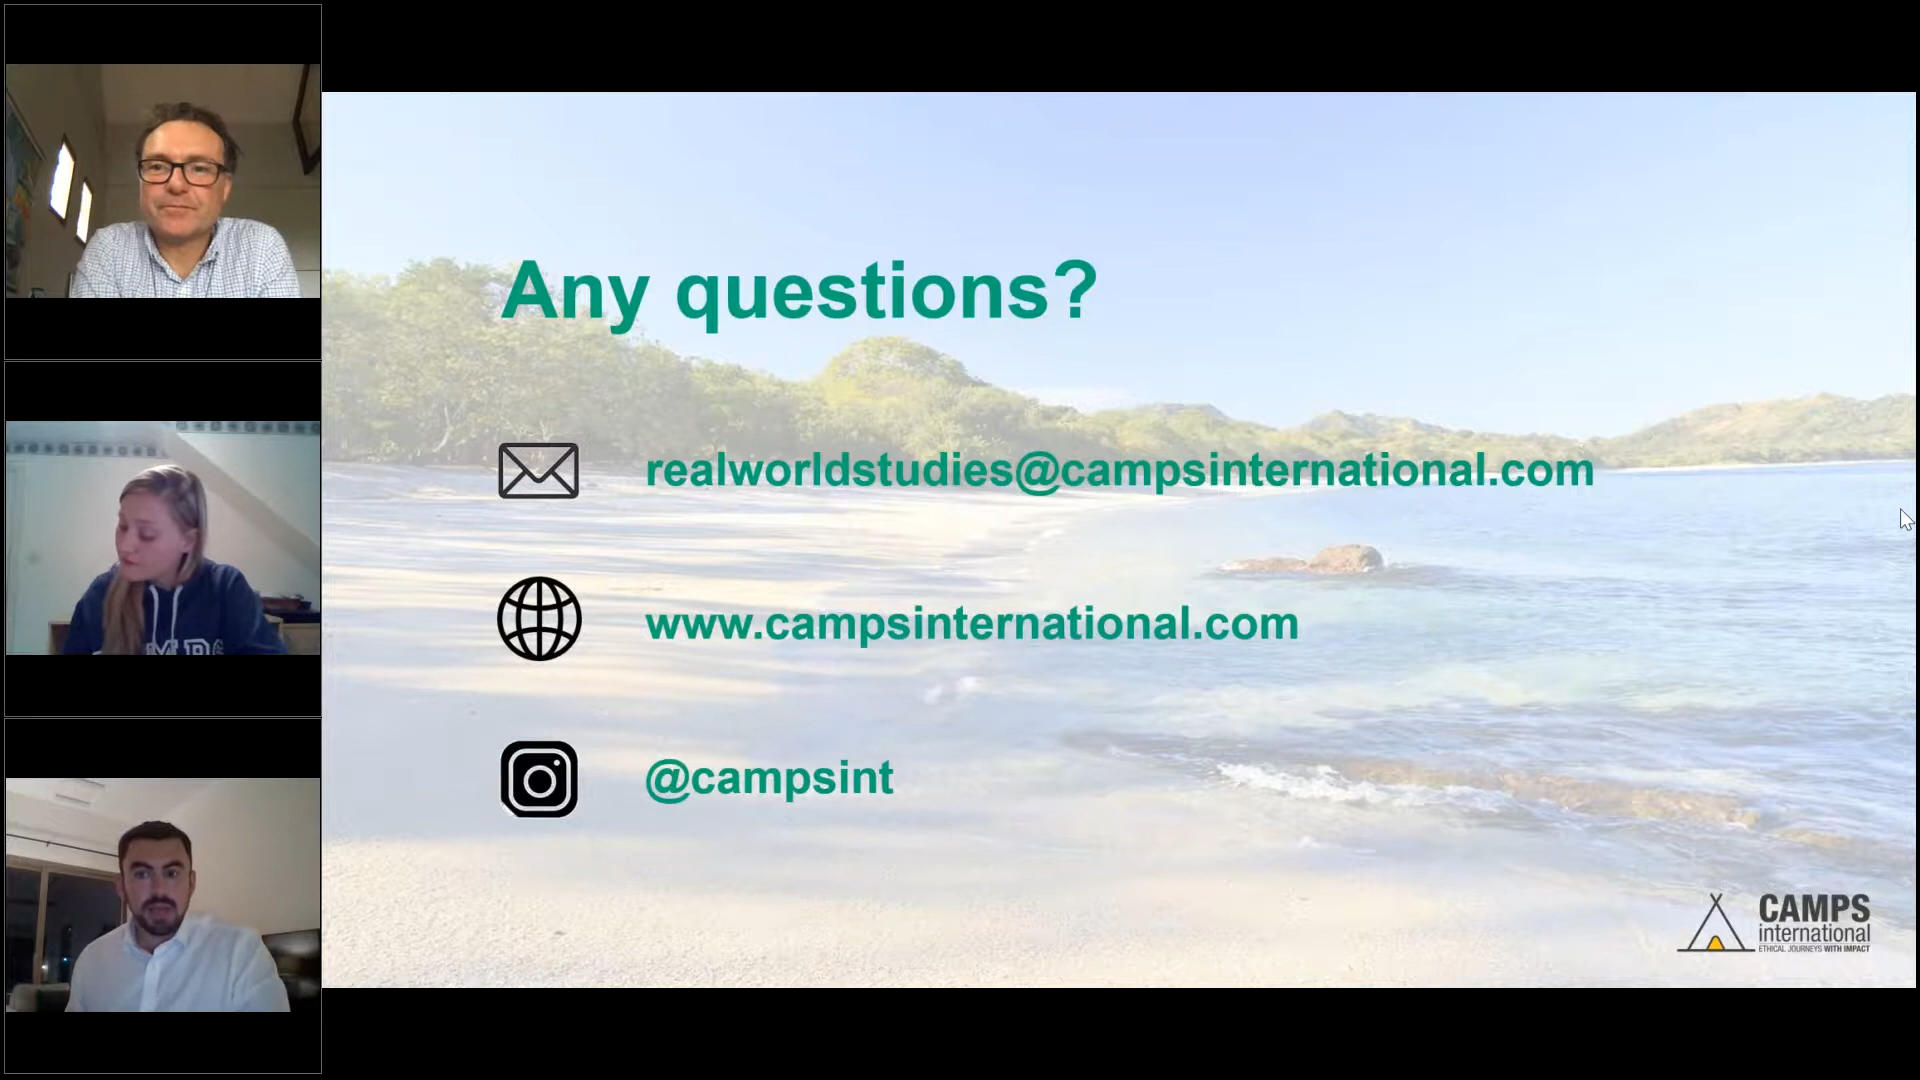 Any questions?
realworldstudies@campsinternational.com
www.campsinternational.com
@campsint
CAMPS
international
ETHICAL JOURNEYS WITH IMPACT